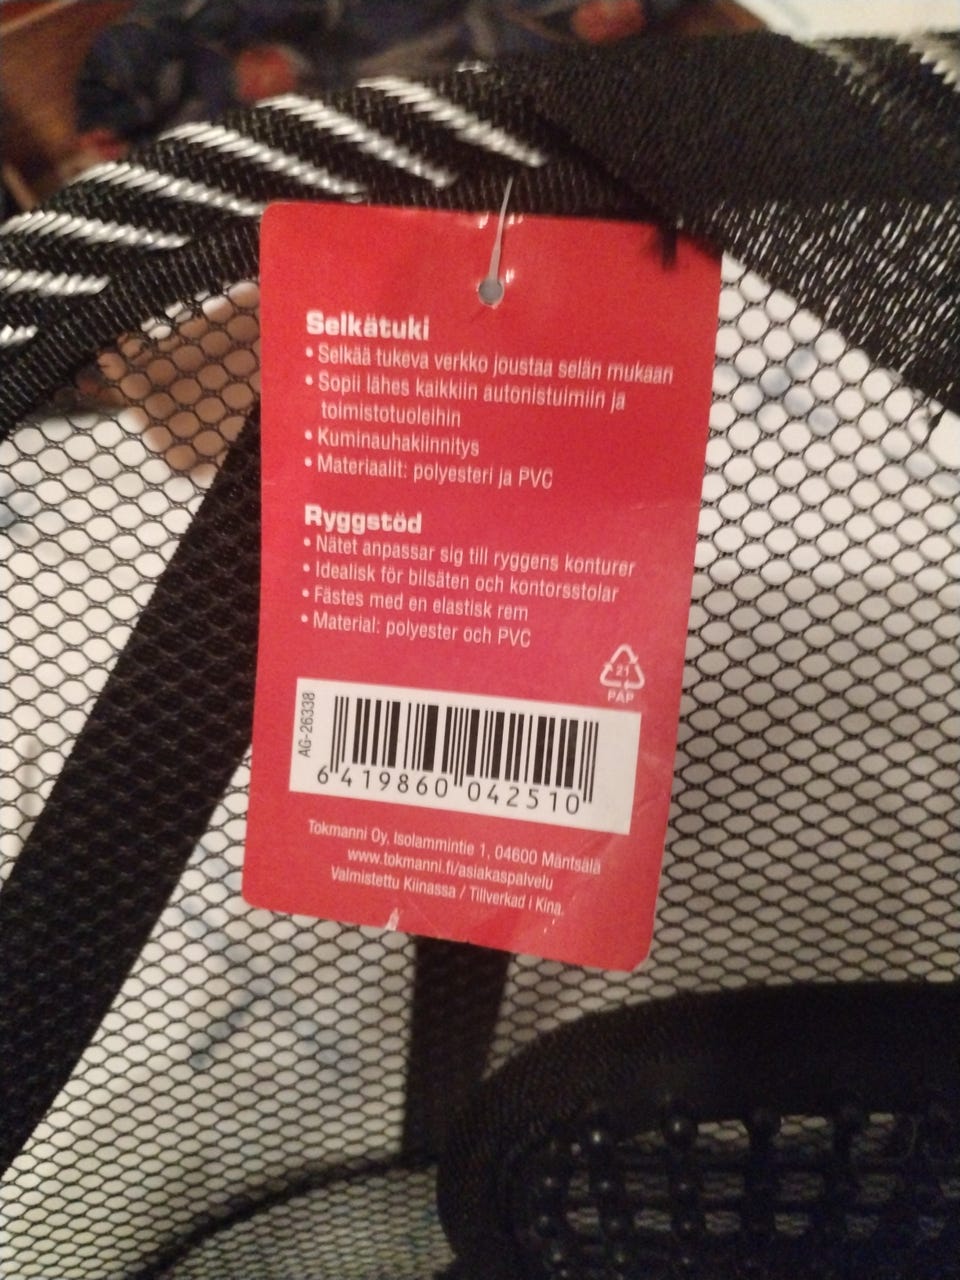 Selkätuki
• Selkää tukeva verkko joustaa selän mukaan
• Sopii lähes kaikkiin autonistuimiin ja
toimistotuoleihin
• Kuminauhakiinnitys
• Materiaalit: polyesteri ja PVC
Ryggstöd
• Nätet anpassar sig till ryggens konturer
• Idealisk för bilsäten och kontorsstolar
• Fästes med en elastisk rem
• Material: polyester och PVC
21
PAP
AG-26338
6 419860 042510
Tokmanni Oy, Isolammintie 1, 04600 Mäntsälä
www.tokmanni.fi/asiakaspalvelu
Valmistettu Kiinassa / Tillverkad i Kina.